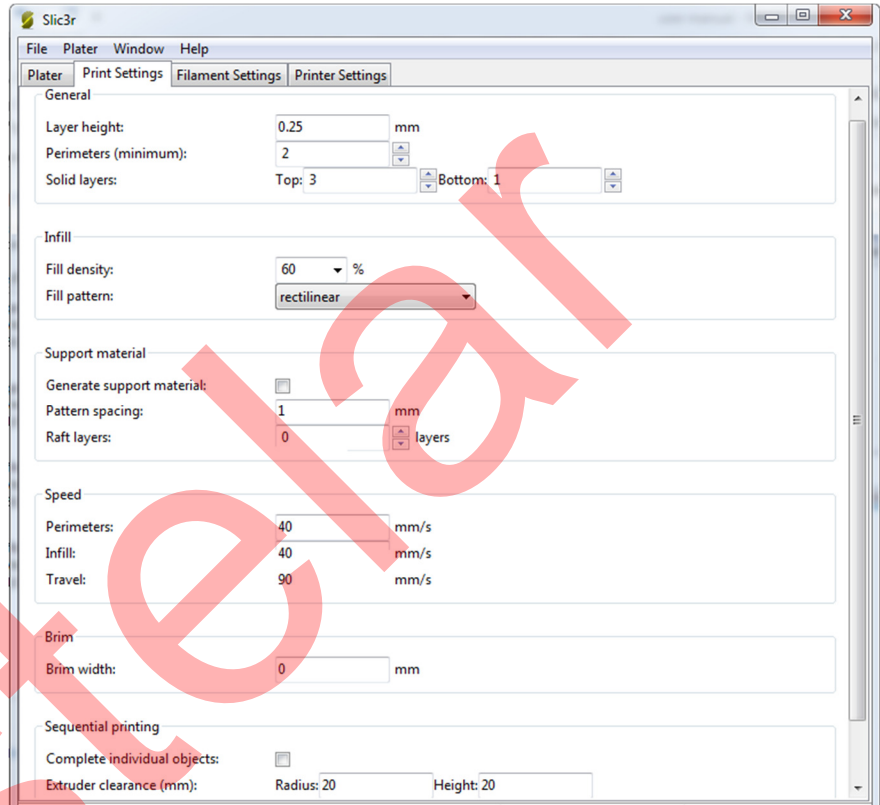 Slic3r
File Plater Window Help
Plater Print Settings Filament Settings Printer Settings
General
Layer height: 0.25 mm
Perimeters (minimum): 2
Solid layers: Top: 3 Bottom: 1
Infill
Fill density: 60 %
Fill pattern: rectilinear
Support material
Generate support material:
Pattern spacing: 1 mm
Raft layers: 0 layers
Speed
Perimeters: 40 mm/s
Infill: 40 mm/s
Travel: 90 mm/s
Brim
Brim width: 0 mm
Sequential printing
Complete individual objects:
Extruder clearance (mm): Radius: 20 Height: 20